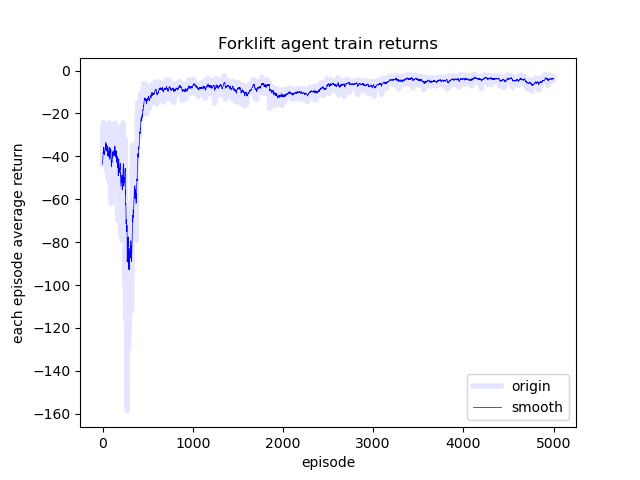 Forklift agent train returns
each episode average return
0
−20
−40
−60
−80
−100
−120
−140
−160
0 1000 2000 3000 4000 5000
episode
origin
smooth